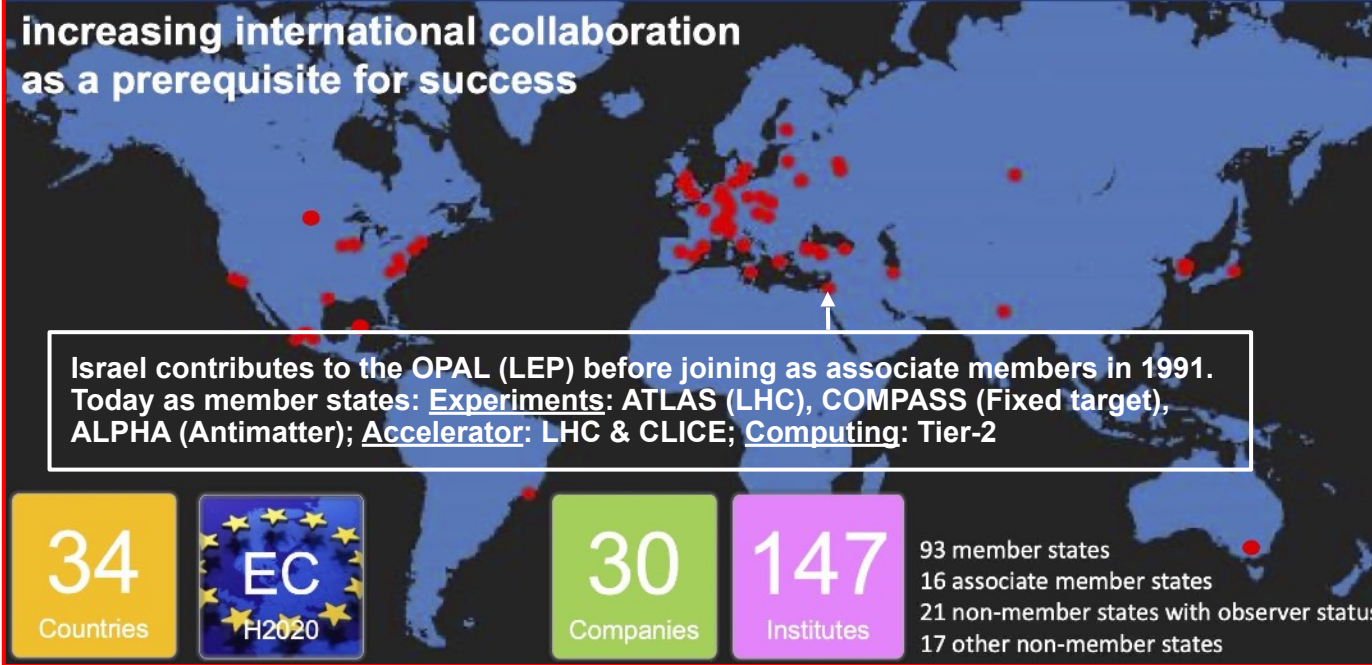 increasing international collaboration
as a prerequisite for success
Israel contributes to the OPAL (LEP) before joining as associate members in 1991.
Today as member states: Experiments: ATLAS (LHC), COMPASS (Fixed target),
ALPHA (Antimatter); Accelerator: LHC & CLICE; Computing: Tier-2
34
Countries
EC
H2020
30
Companies
147
Institutes
93 member states
16 associate member states
21 non-member states with observer status
17 other non-member states